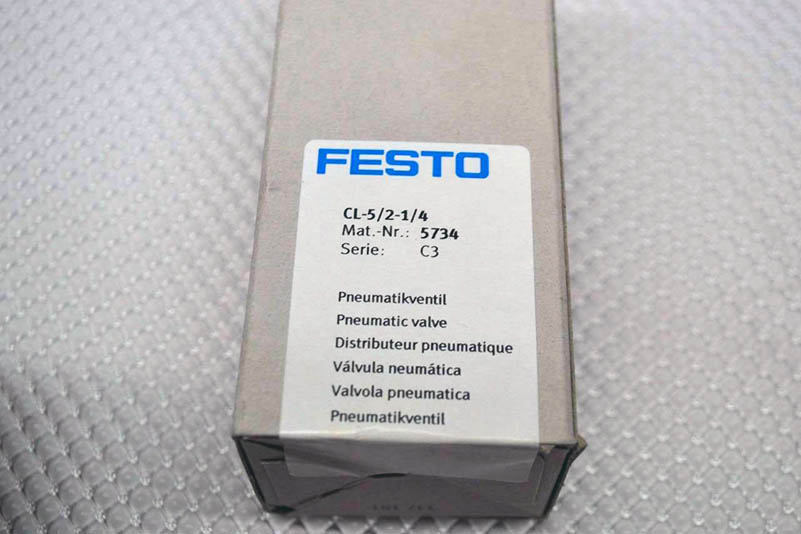 FESTO
CL-5/2-1/4
Mat.-Nr.: 5734
Serie: C3
Pneumatikventil
Pneumatic valve
Distributeur pneumatique
Válvula neumática
Valvola pneumatica
Pneumatikventil